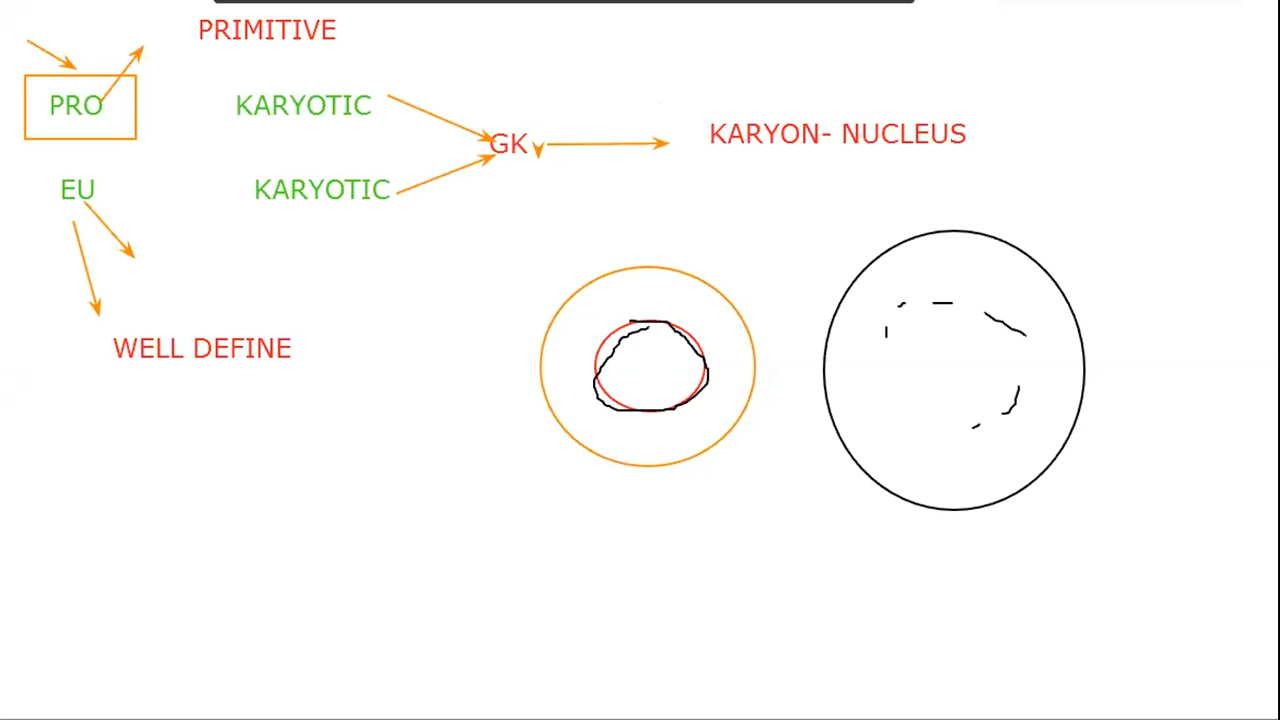 PRIMITIVE
PRO KARYOTIC
GK KARYON- NUCLEUS
EU KARYOTIC
WELL DEFINE